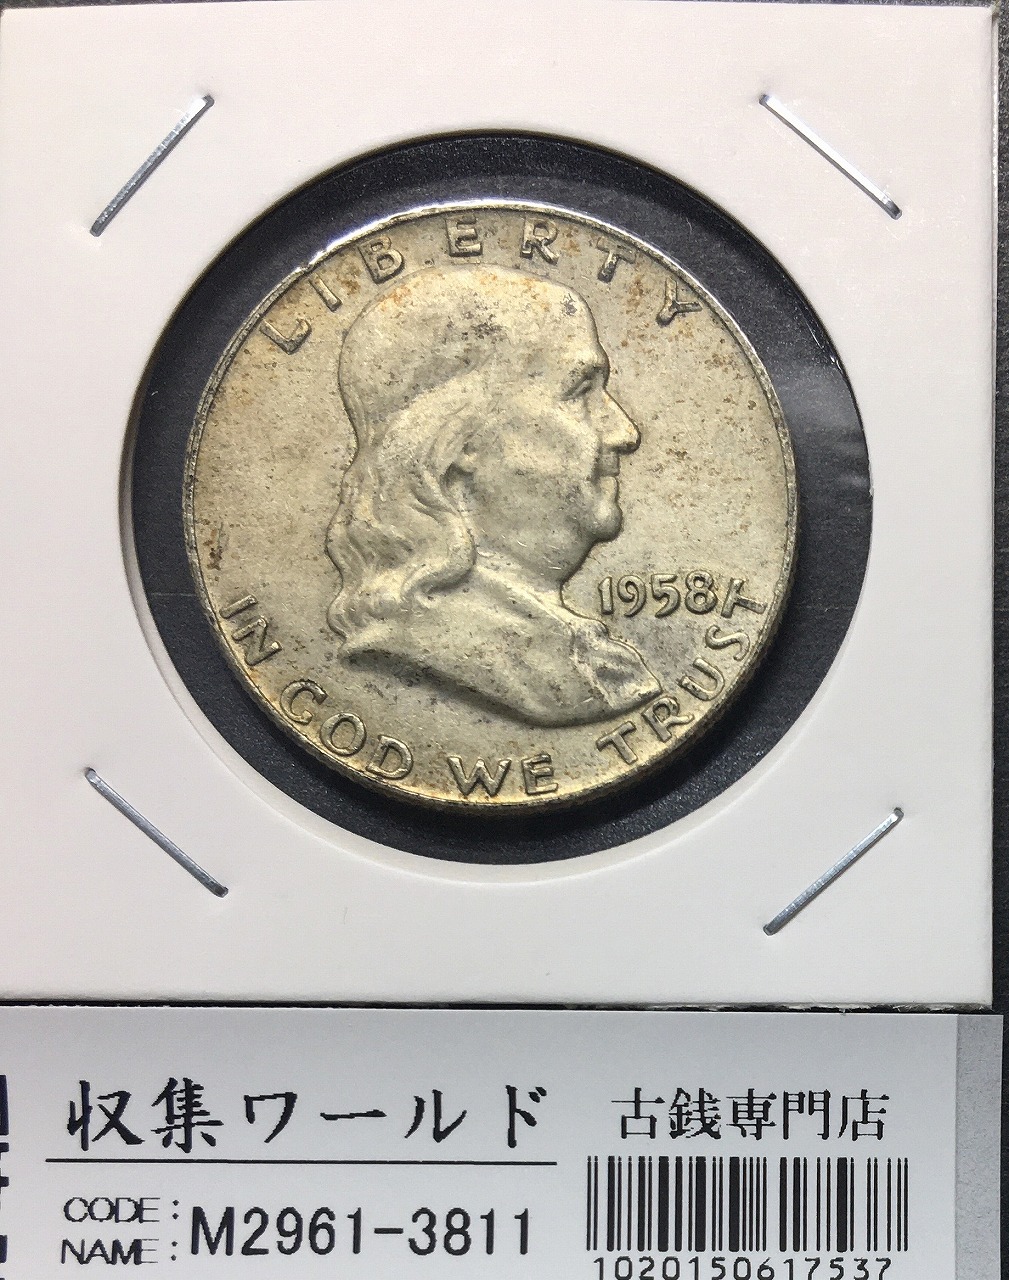 LIBERTY
1958
IN GOD WE TRUST
収集ワールド 古銭専門店
CODE: M2961-3811
NAME:
1020150617537